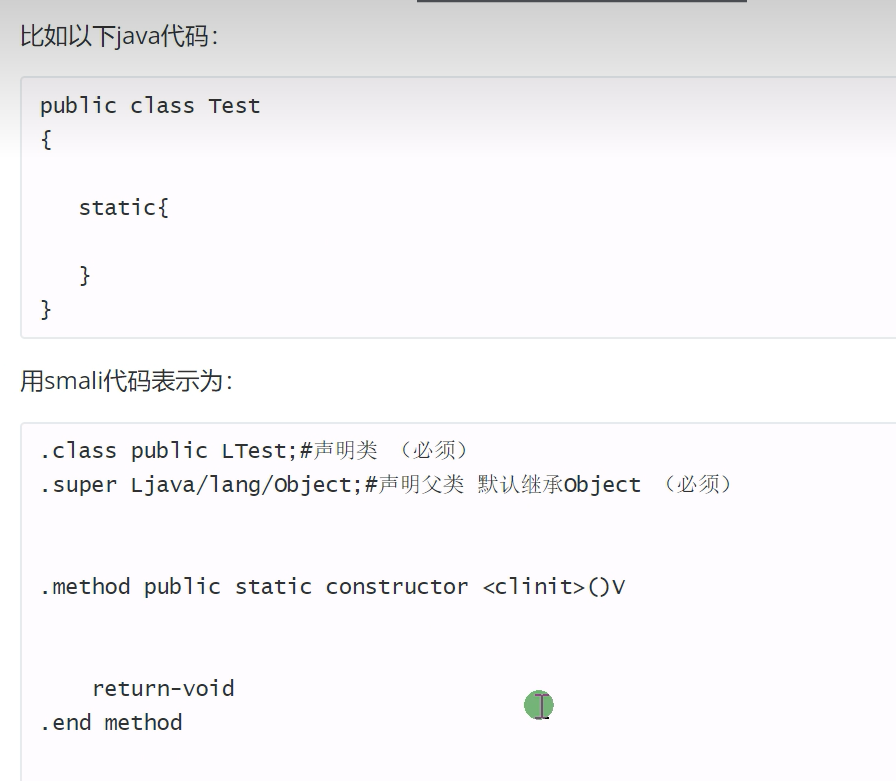 比如以下java代码：
public class Test
{
static{
}
}
用smali代码表示为：
.class public LTest;#声明类 （必须）
.super Ljava/lang/Object;#声明父类 默认继承Object （必须）
.method public static constructor <clinit>()V
return-void
.end method